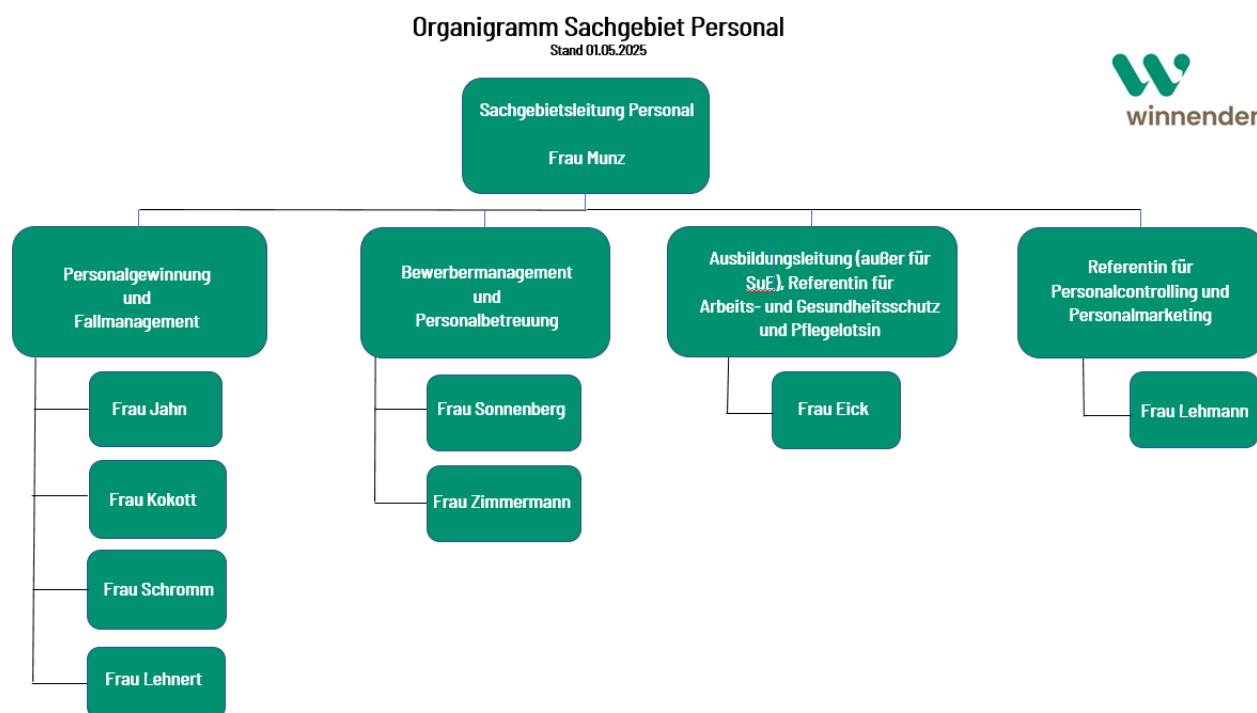 Organigramm Sachgebiet Personal
Stand 01.05.2025
winnenden
Sachgebietsleitung Personal
Frau Munz
Personalgewinnung
und
Fallmanagement
Bewerbermanagement
und
Personalbetreuung
Ausbildungsleitung (außer für
SuE), Referentin für
Arbeits- und Gesundheitsschutz
und Pflegelotsin
Referentin für
Personalcontrolling und
Personalmarketing
Frau Jahn
Frau Kokott
Frau Schromm
Frau Lehnert
Frau Sonnenberg
Frau Zimmermann
Frau Eick
Frau Lehmann